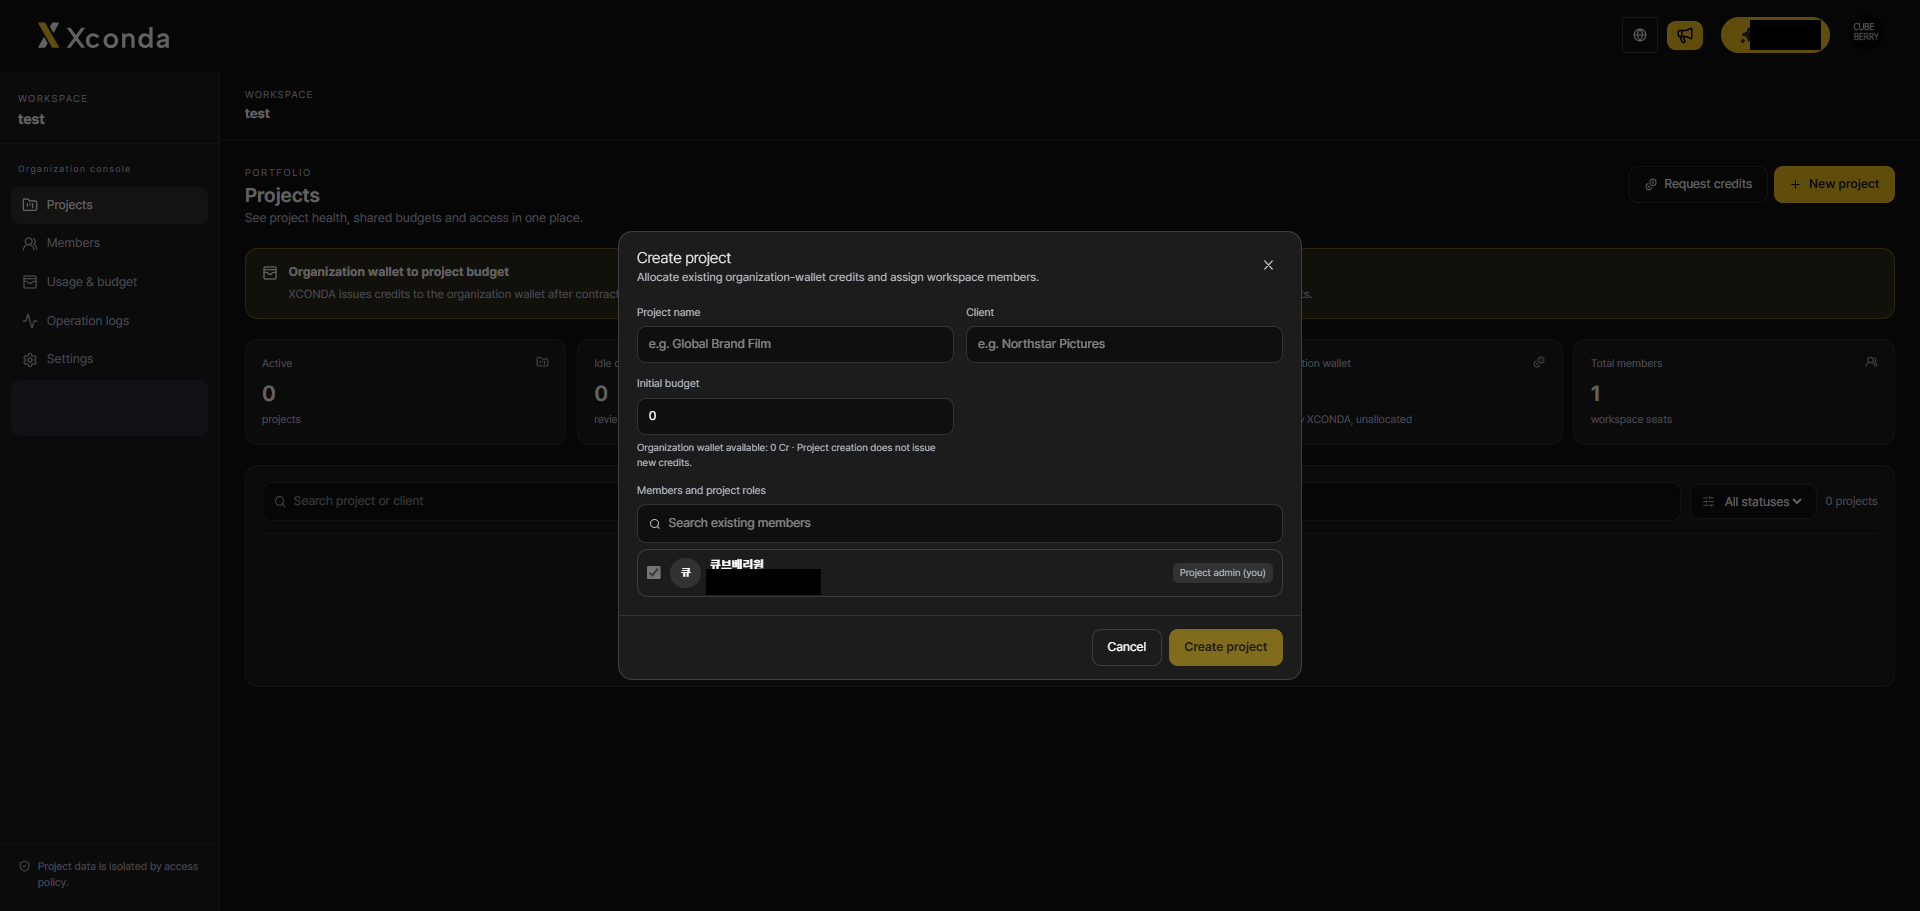 Xconda
CUBE
BERRY
WORKSPACE
test
Organization console
Projects
Members
Usage & budget
Operation logs
Settings
Project data is isolated by access
policy.
WORKSPACE
test
PORTFOLIO
Projects
See project health, shared budgets and access in one place.
Request credits
+ New project
Organization wallet to project budget
XCONDA issues credits to the organization wallet after contract
ts.
Active
0
projects
Idle
0
tion wallet
y XCONDA, unallocated
Total members
1
workspace seats
Search project or client
All statuses
0 projects
Create project
Allocate existing organization-wallet credits and assign workspace members.
Project name
Client
e.g. Global Brand Film
e.g. Northstar Pictures
Initial budget
0
Organization wallet available: 0 Cr · Project creation does not issue
new credits.
Members and project roles
Search existing members
큐
큐브베리원
Project admin (you)
Cancel
Create project